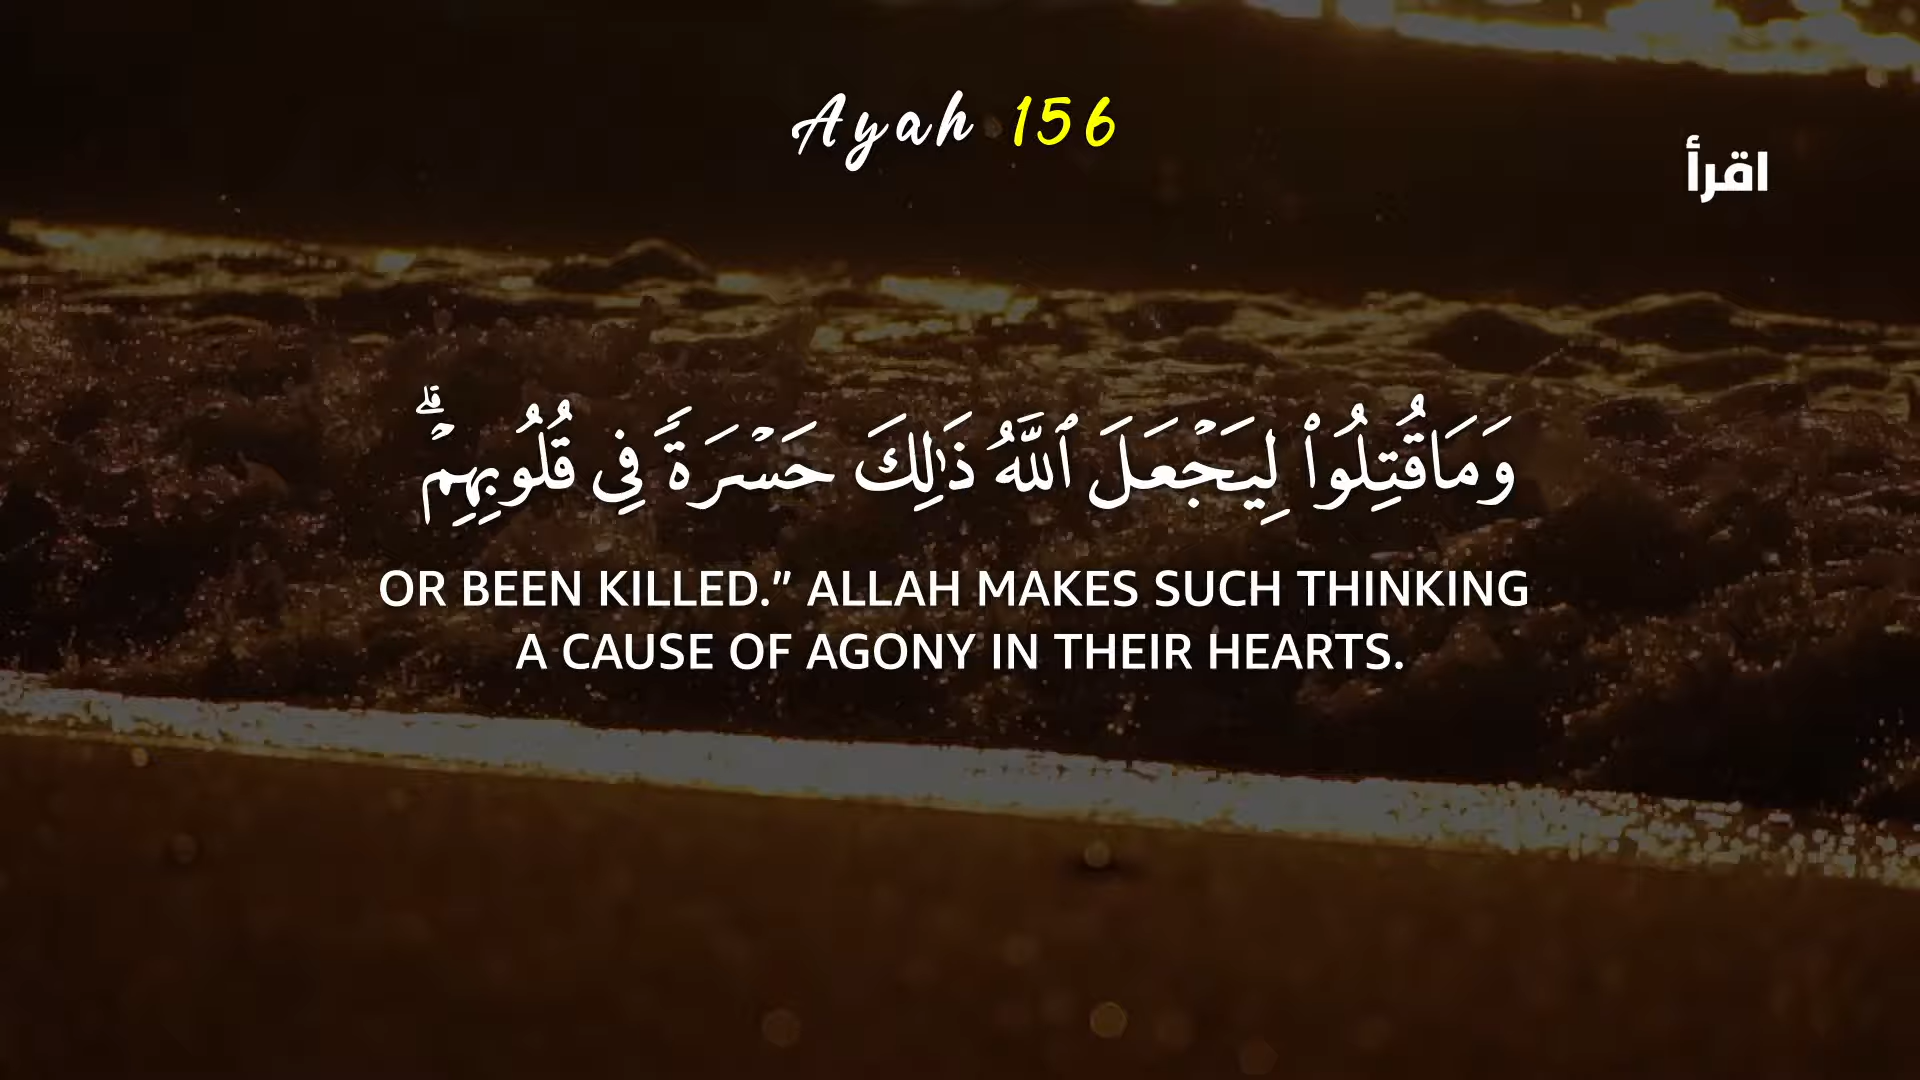 Ayah 156
اقرأ
وَمَاقُتِلُوا۟ لِيَجْعَلَ ٱللَّهُ ذَٰلِكَ حَسْرَةً فِى قُلُوبِهِمْ ۗ
OR BEEN KILLED.” ALLAH MAKES SUCH THINKING
A CAUSE OF AGONY IN THEIR HEARTS.